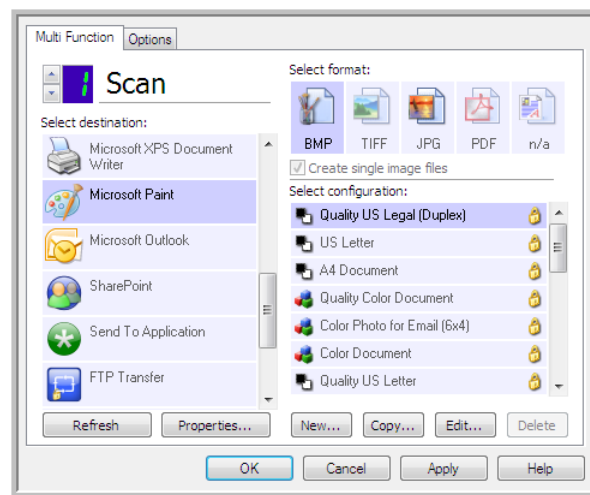 Multi Function
Options
1 Scan
Select destination:
Microsoft XPS Document
Writer
Microsoft Paint
Microsoft Outlook
SharePoint
Send To Application
FTP Transfer
Refresh
Properties...
Select format:
BMP
TIFF
JPG
PDF
n/a
Create single image files
Select configuration:
Quality US Legal (Duplex)
US Letter
A4 Document
Quality Color Document
Color Photo for Email (6x4)
Color Document
Quality US Letter
New...
Copy...
Edit...
Delete
OK
Cancel
Apply
Help